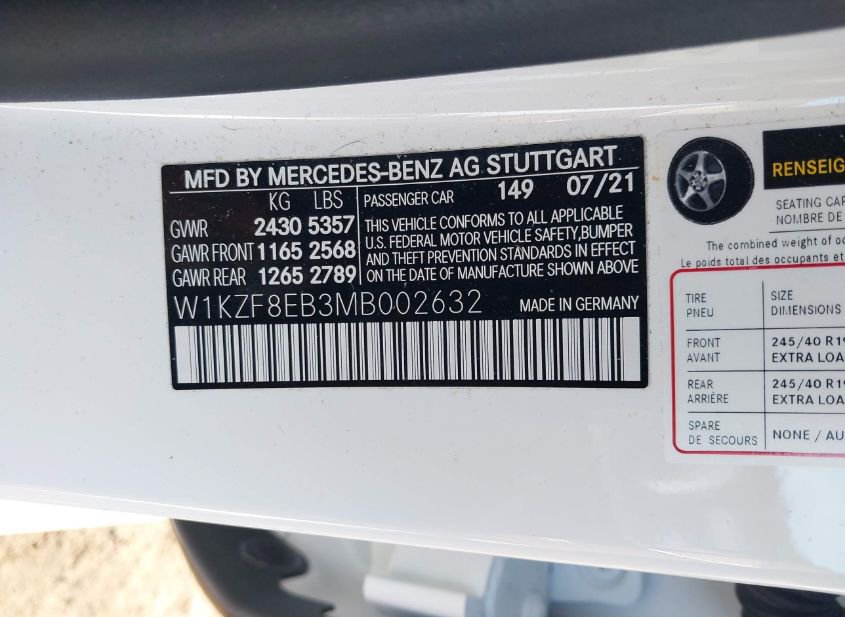 MFD BY MERCEDES-BENZ AG STUTTGART
KG LBS
GVWR 2430 5357
GAWR FRONT 1165 2568
GAWR REAR 1265 2789
PASSENGER CAR 149 07/21
THIS VEHICLE CONFORMS TO ALL APPLICABLE
U.S. FEDERAL MOTOR VEHICLE SAFETY,BUMPER
AND THEFT PREVENTION STANDARDS IN EFFECT
ON THE DATE OF MANUFACTURE SHOWN ABOVE
W1KZF8EB3MB002632 MADE IN GERMANY
RENSEIG
SEATING CAP
NOMBRE DE
The combined weight of oc
Le poids total des occupants et
TIRE SIZE
PNEU DIMENSIONS
FRONT 245/40 R19
AVANT EXTRA LOA
REAR 245/40 R19
ARRIÈRE EXTRA LOA
SPARE NONE / AU
DE SECOURS